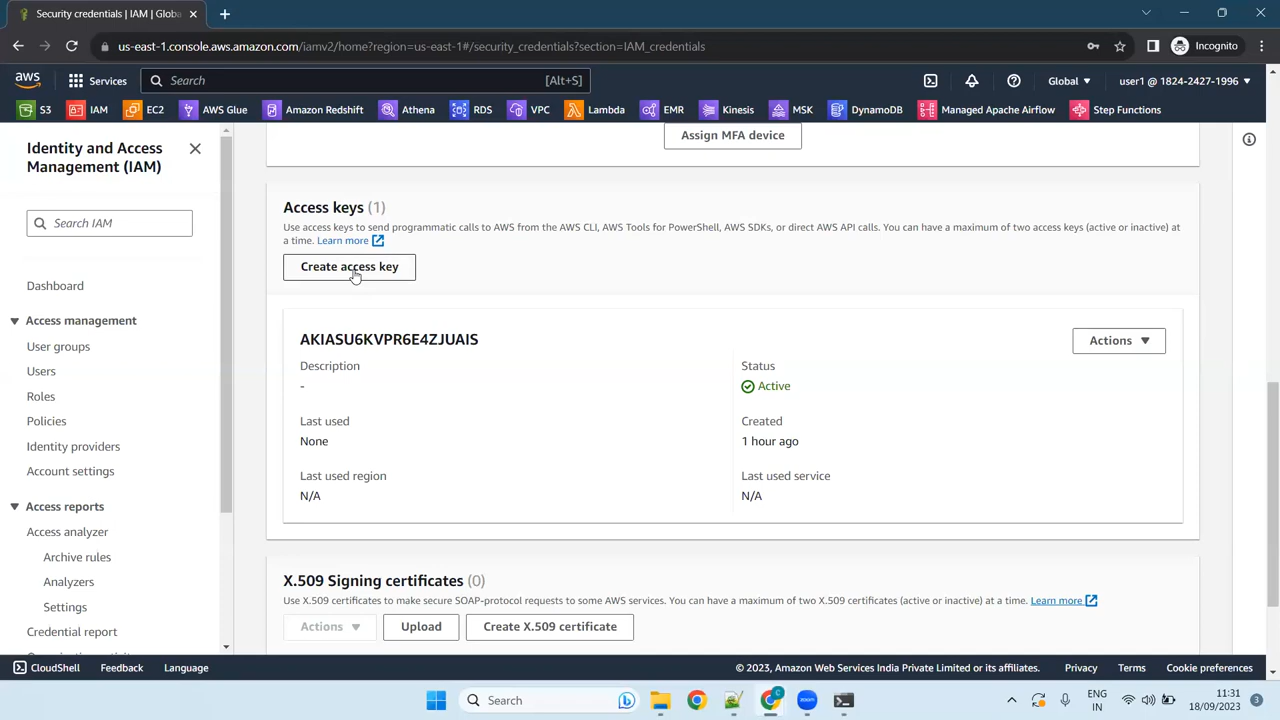 Security credentials | IAM | Globa
us-east-1.console.aws.amazon.com/iamv2/home?region=us-east-1#/security_credentials?section=IAM_credentials
Incognito
aws
Services
Search
[Alt+S]
Global
user1 @ 1824-2427-1996
S3
IAM
EC2
AWS Glue
Amazon Redshift
Athena
RDS
VPC
Lambda
EMR
Kinesis
MSK
DynamoDB
Managed Apache Airflow
Step Functions
Identity and Access
Management (IAM)
Search IAM
Dashboard
Access management
User groups
Users
Roles
Policies
Identity providers
Account settings
Access reports
Access analyzer
Archive rules
Analyzers
Settings
Credential report
Assign MFA device
Access keys (1)
Use access keys to send programmatic calls to AWS from the AWS CLI, AWS Tools for PowerShell, AWS SDKs, or direct AWS API calls. You can have a maximum of two access keys (active or inactive) at
a time. Learn more
Create access key
AKIASU6KVPR6E4ZJUAIS
Actions
Description
-
Status
Active
Last used
None
Created
1 hour ago
Last used region
N/A
Last used service
N/A
X.509 Signing certificates (0)
Use X.509 certificates to make secure SOAP-protocol requests to some AWS services. You can have a maximum of two X.509 certificates (active or inactive) at a time. Learn more
Actions
Upload
Create X.509 certificate
CloudShell
Feedback
Language
© 2023, Amazon Web Services India Private Limited or its affiliates.
Privacy
Terms
Cookie preferences
Search
zoom
ENG
IN
11:31
18/09/2023
3